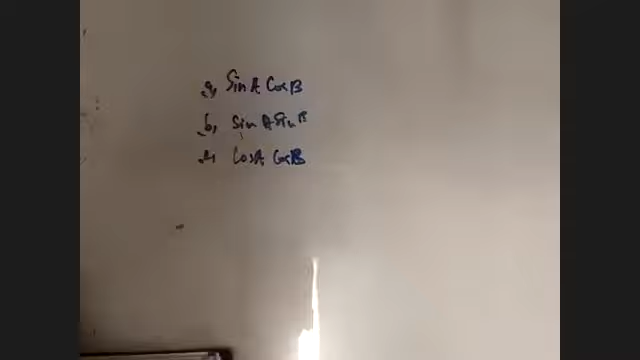 a, Sin A Cos B
b, Sin A Sin B
c, Cos A Cos B